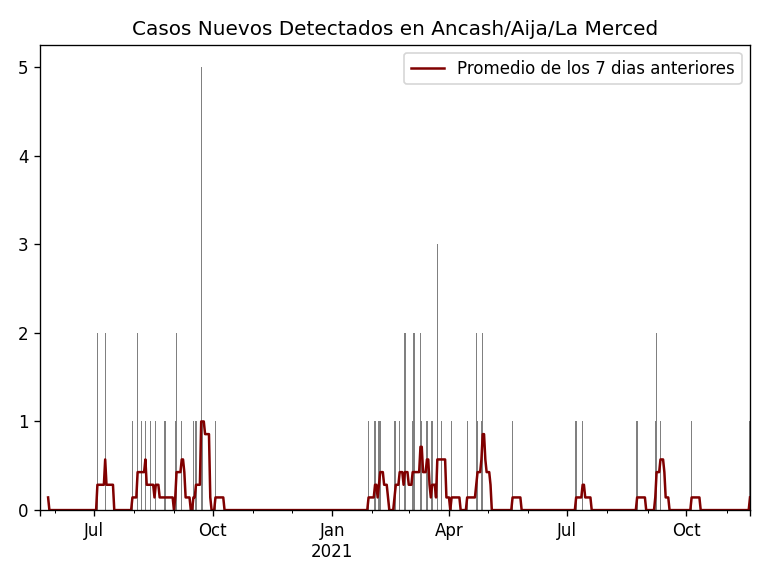 Casos Nuevos Detectados en Ancash/Aija/La Merced
Promedio de los 7 dias anteriores
5
4
3
2
1
0
Jul Oct Jan Apr Jul Oct
2021